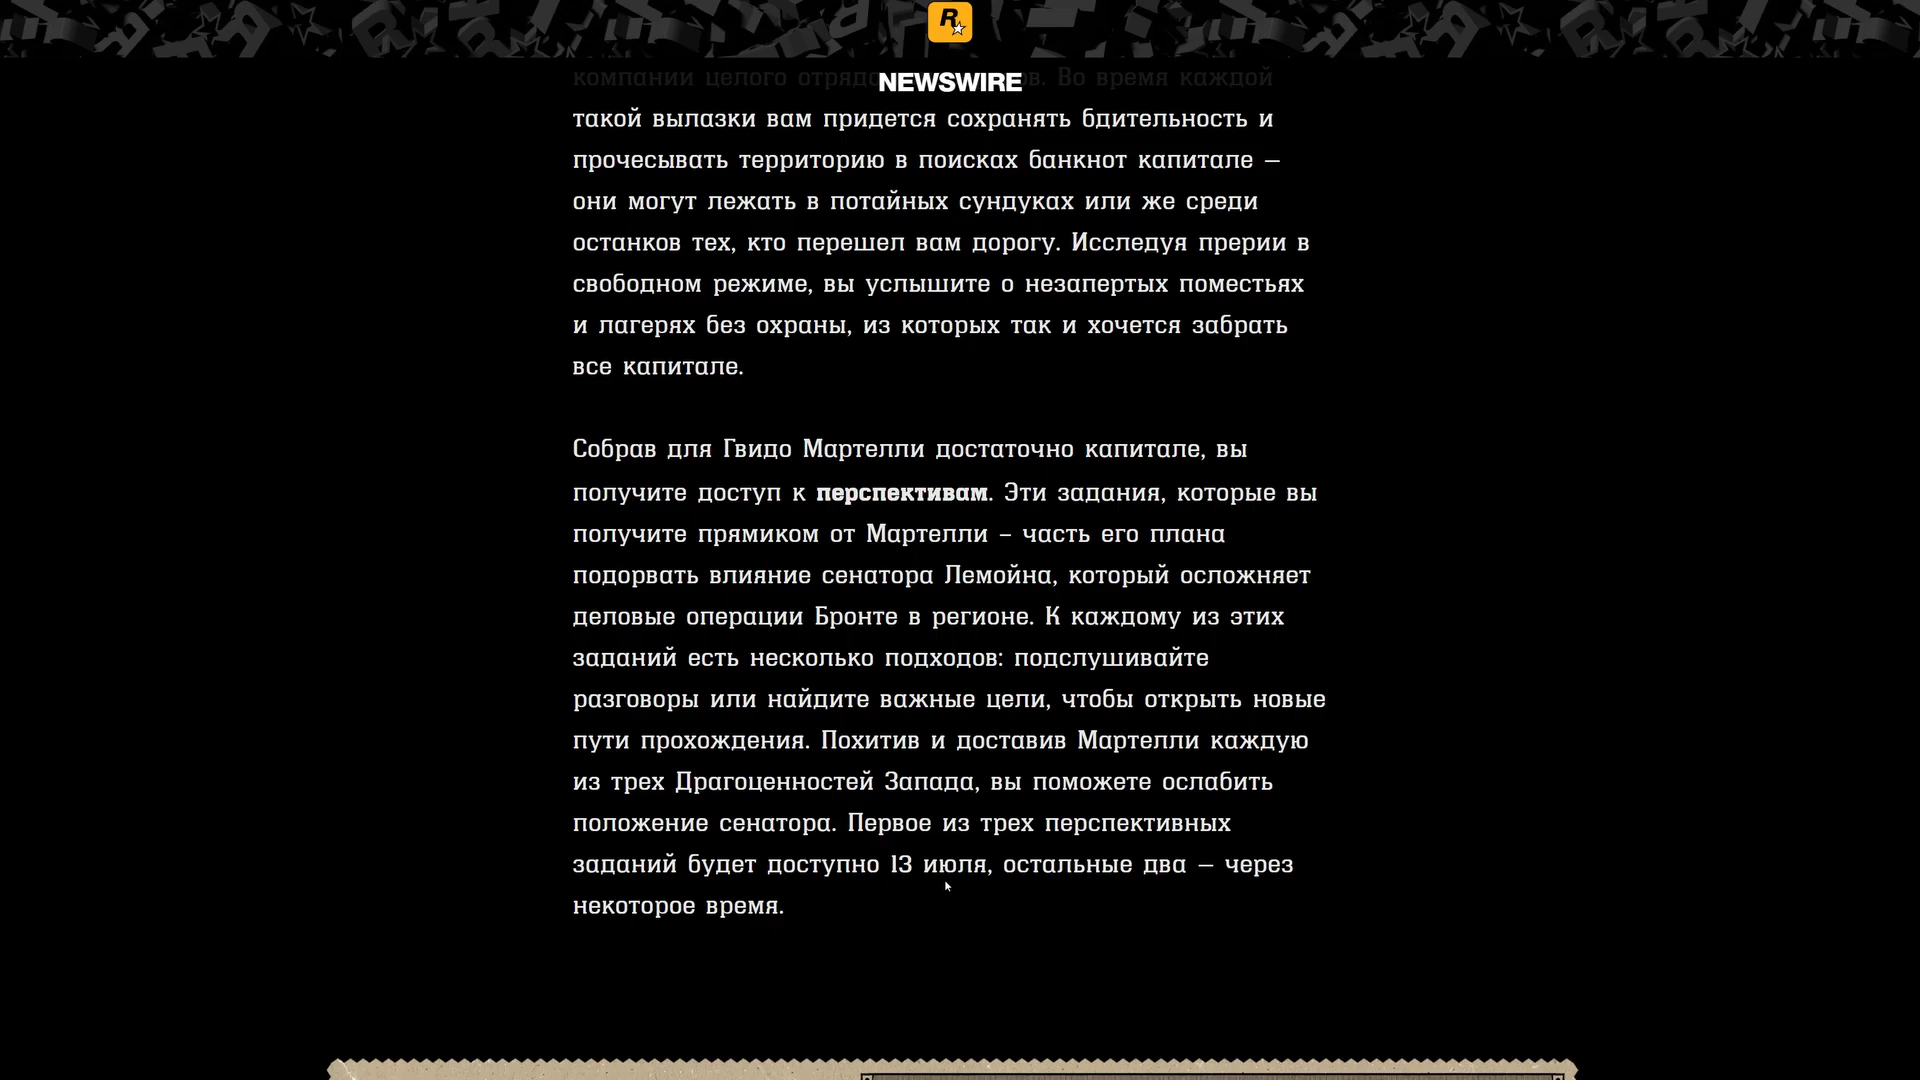 R
NEWSWIRE
компании целого отрядов. Во время каждой
такой вылазки вам придется сохранять бдительность и
прочесывать территорию в поисках банкнот капитале —
они могут лежать в потайных сундуках или же среди
останков тех, кто перешел вам дорогу. Исследуя прерии в
свободном режиме, вы услышите о незапертых поместьях
и лагерях без охраны, из которых так и хочется забрать
все капитале.
Собрав для Гвидо Мартелли достаточно капитале, вы
получите доступ к перспективам. Эти задания, которые вы
получите прямиком от Мартелли – часть его плана
подорвать влияние сенатора Лемойна, который осложняет
деловые операции Бронте в регионе. К каждому из этих
заданий есть несколько подходов: подслушивайте
разговоры или найдите важные цели, чтобы открыть новые
пути прохождения. Похитив и доставив Мартелли каждую
из трех Драгоценностей Запада, вы поможете ослабить
положение сенатора. Первое из трех перспективных
заданий будет доступно 13 июля, остальные два — через
некоторое время.